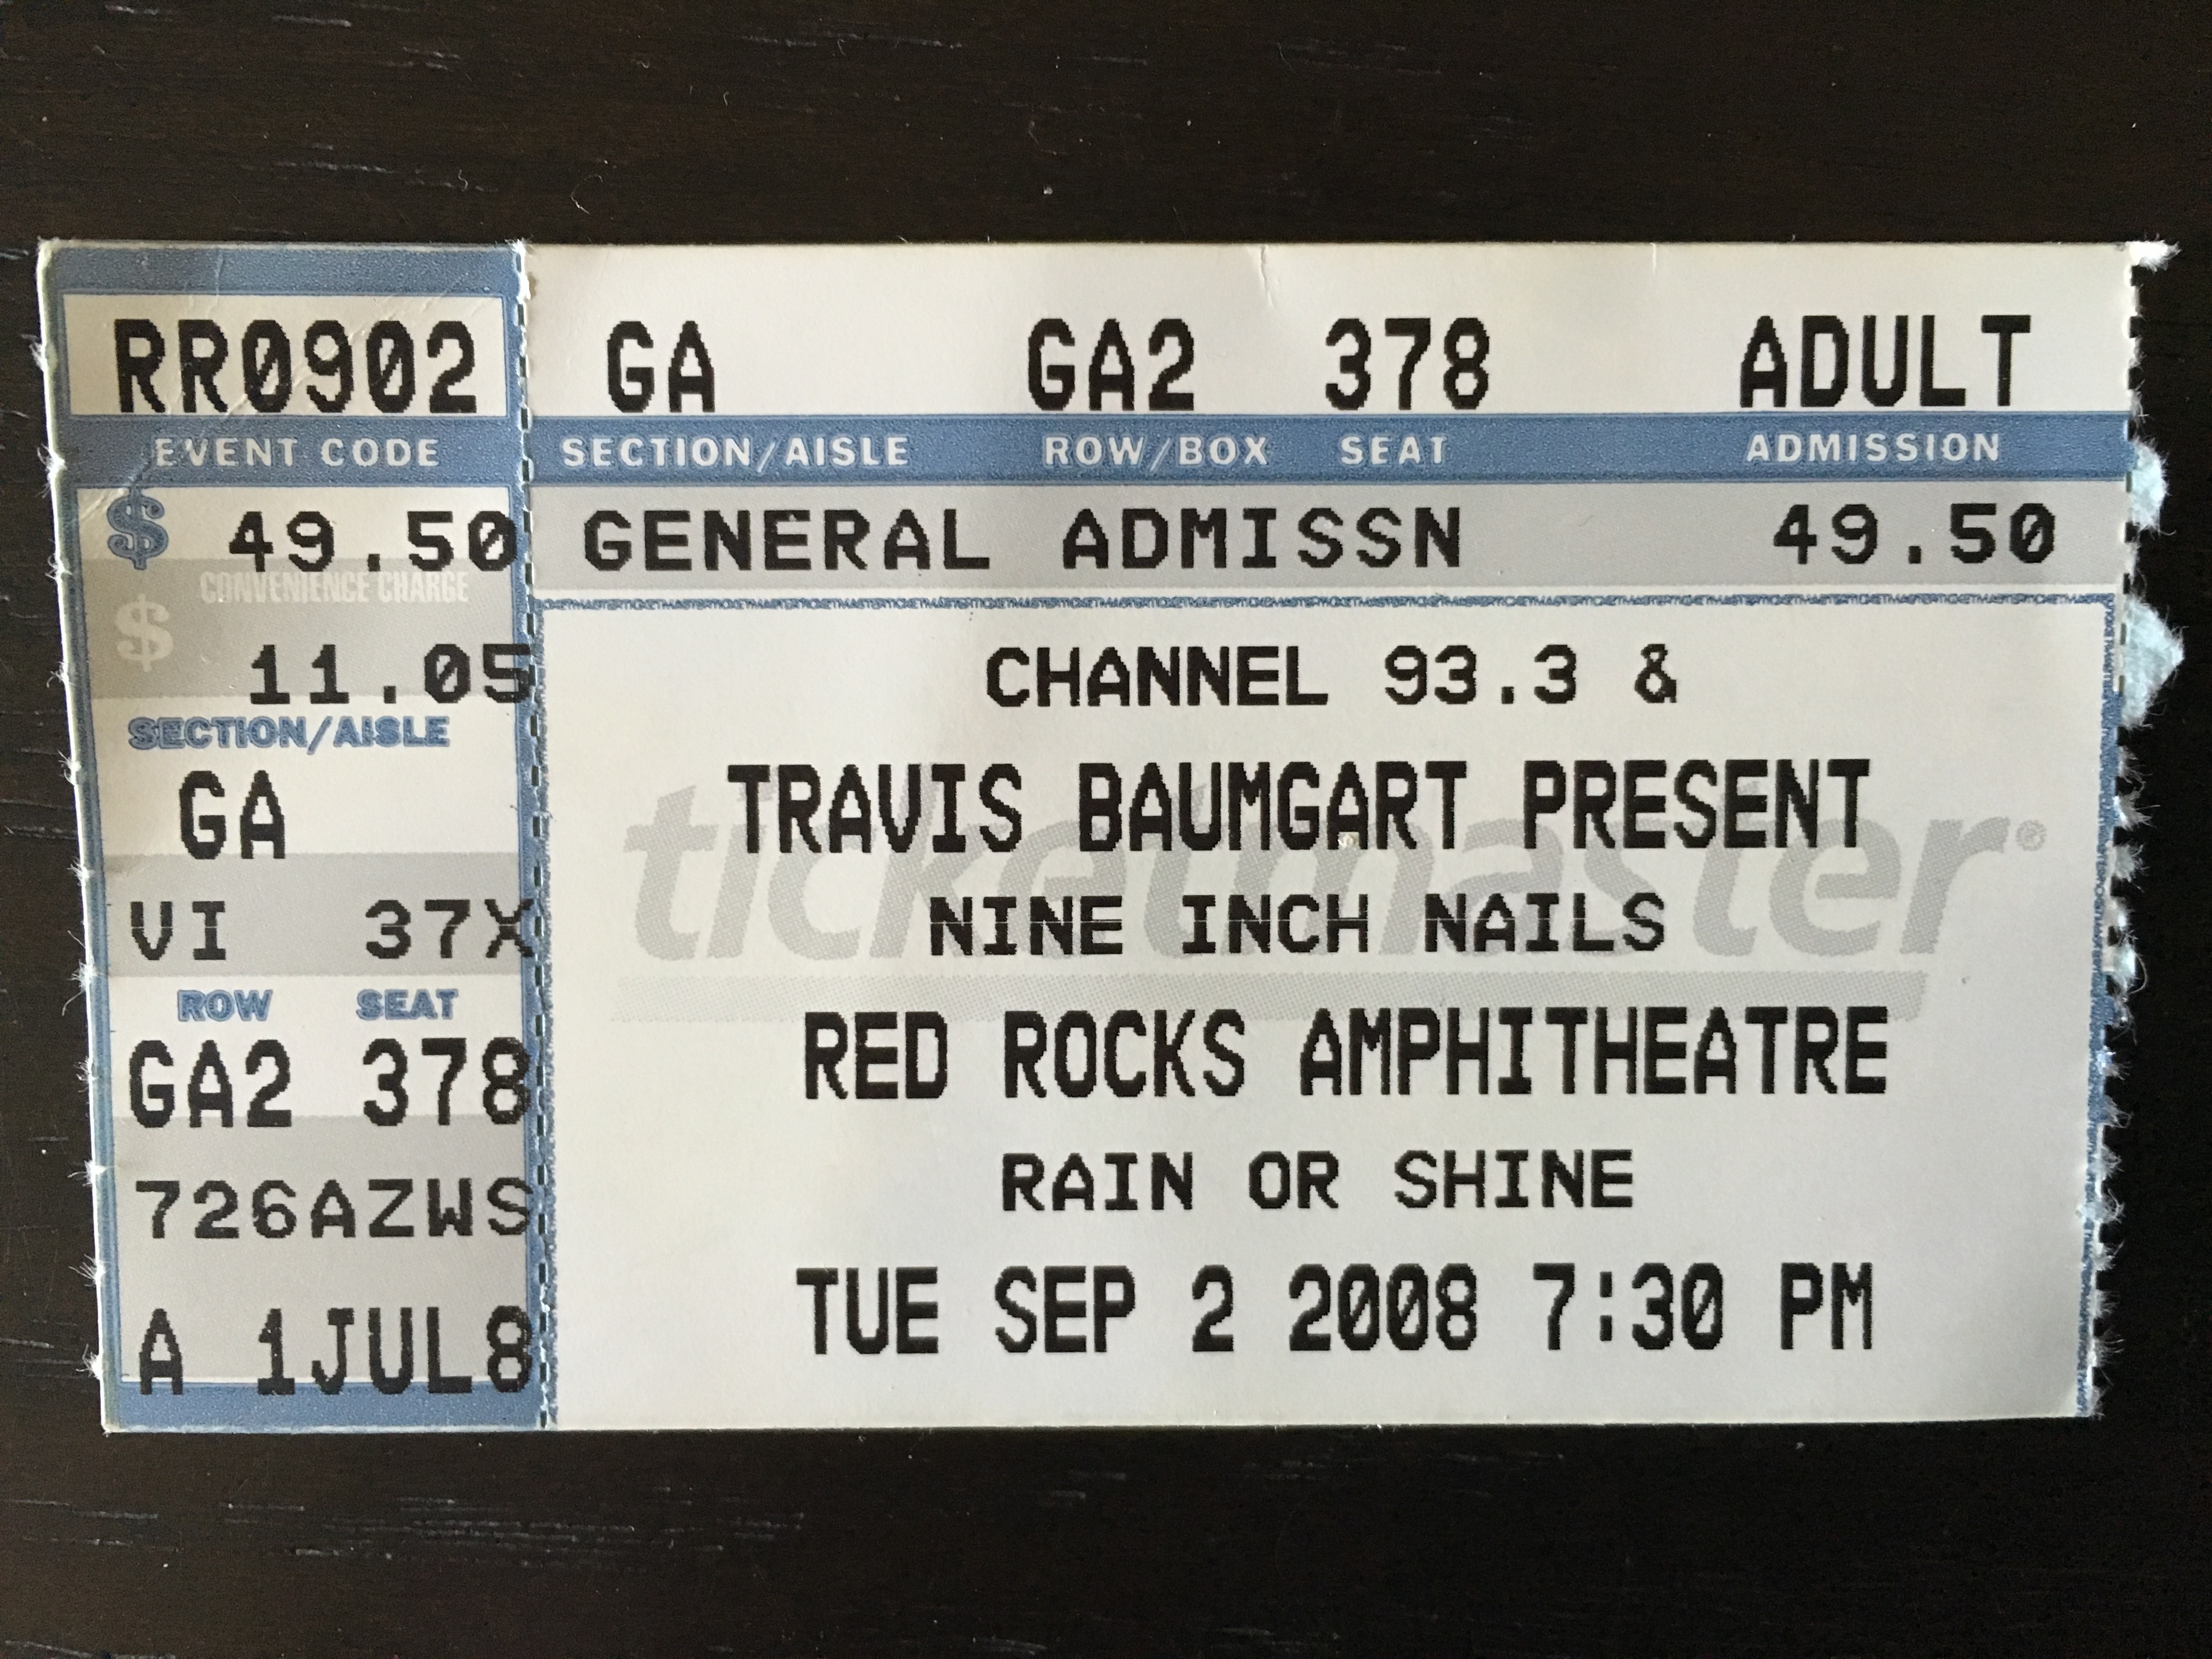 RR0902
EVENT CODE
$ 49.50
CONVENIENCE CHARGE
$ 11.05
SECTION/AISLE
GA
VI 37X
ROW SEAT
GA2 378
726AZWS
A 1JUL8
GA GA2 378 ADULT
SECTION/AISLE ROW/BOX SEAT ADMISSION
GENERAL ADMISSN 49.50
CHANNEL 93.3 &
TRAVIS BAUMGART PRESENT
ticketmaster®
NINE INCH NAILS
RED ROCKS AMPHITHEATRE
RAIN OR SHINE
TUE SEP 2 2008 7:30 PM